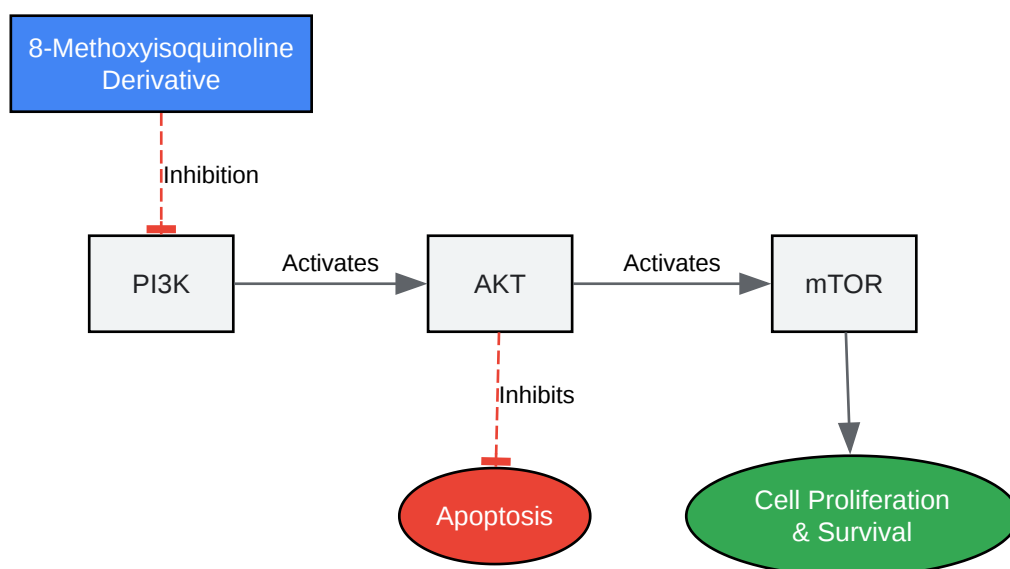 8-Methoxyisoquinoline
Derivative
Inhibition
PI3K
Activates
AKT
Activates
mTOR
Inhibits
Apoptosis
Cell Proliferation
& Survival